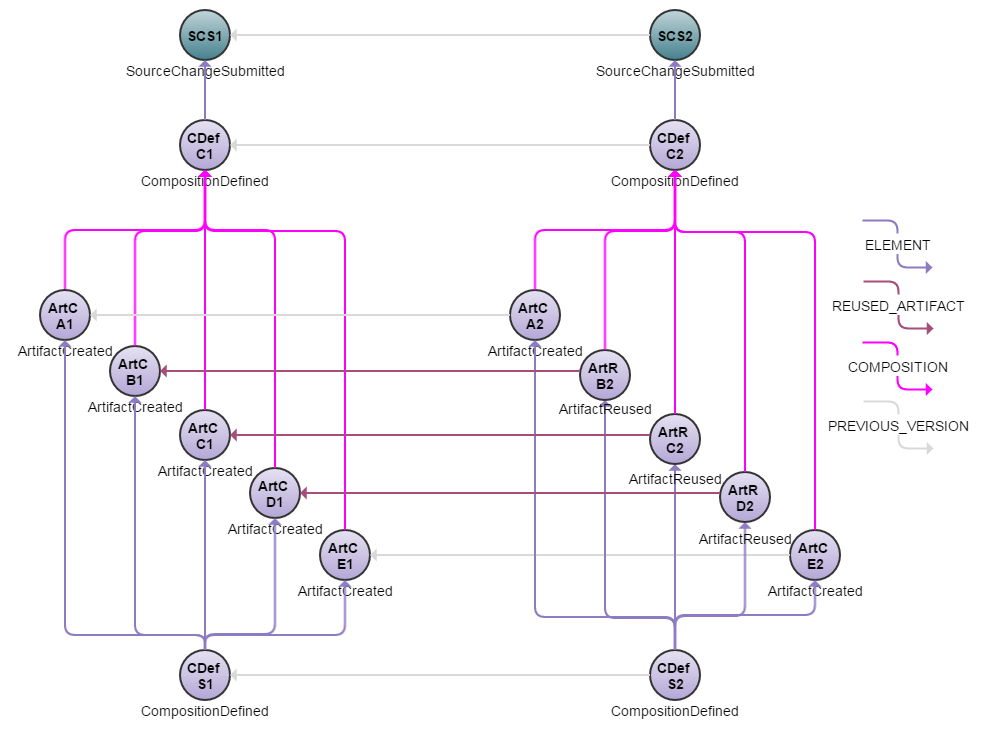 SCS1
SCS2
SourceChangeSubmitted
SourceChangeSubmitted
CDef
C1
CDef
C2
CompositionDefined
CompositionDefined
ELEMENT
REUSED_ARTIFACT
COMPOSITION
PREVIOUS_VERSION
ArtC
A1
ArtC
A2
ArtifactCreated
ArtifactCreated
ArtC
B1
ArtR
B2
ArtifactCreated
ArtifactReused
ArtC
C1
ArtR
C2
ArtifactCreated
ArtifactReused
ArtC
D1
ArtR
D2
ArtifactCreated
ArtifactReused
ArtC
E1
ArtC
E2
ArtifactCreated
ArtifactCreated
CDef
S1
CDef
S2
CompositionDefined
CompositionDefined